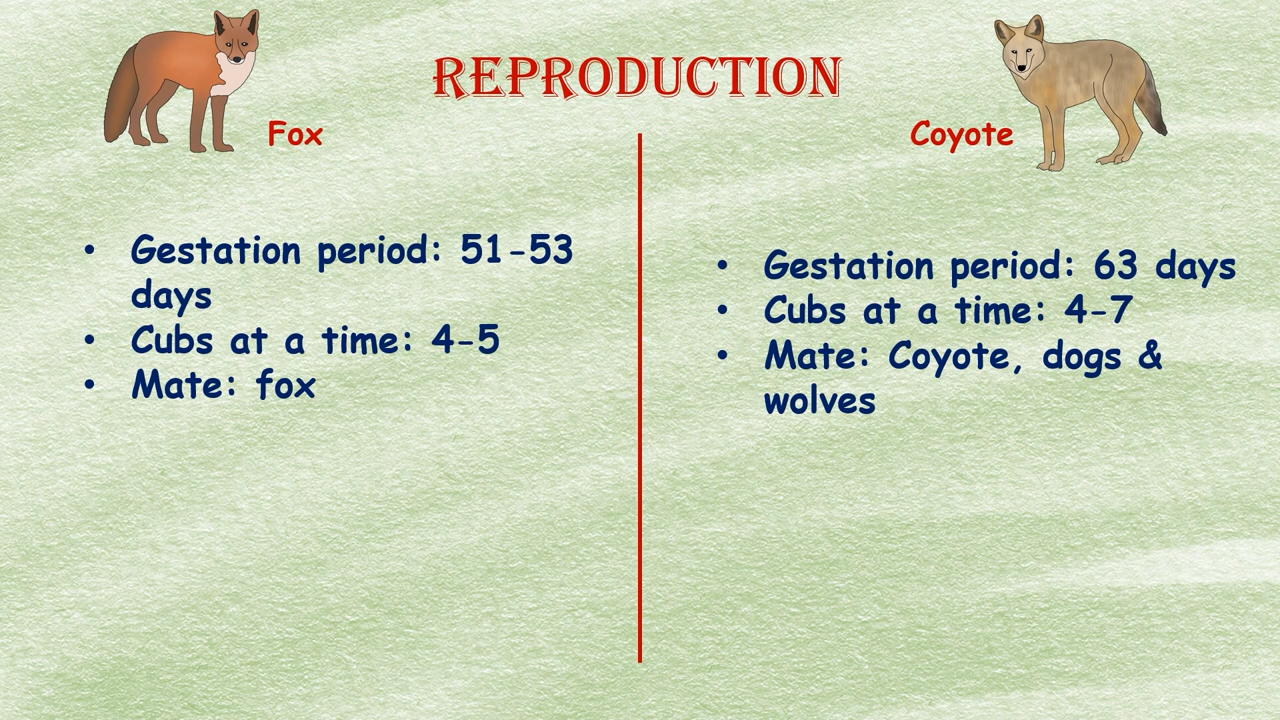 REPRODUCTION
Fox
• Gestation period: 51-53
days
• Cubs at a time: 4-5
• Mate: fox
Coyote
• Gestation period: 63 days
• Cubs at a time: 4-7
• Mate: Coyote, dogs &
wolves